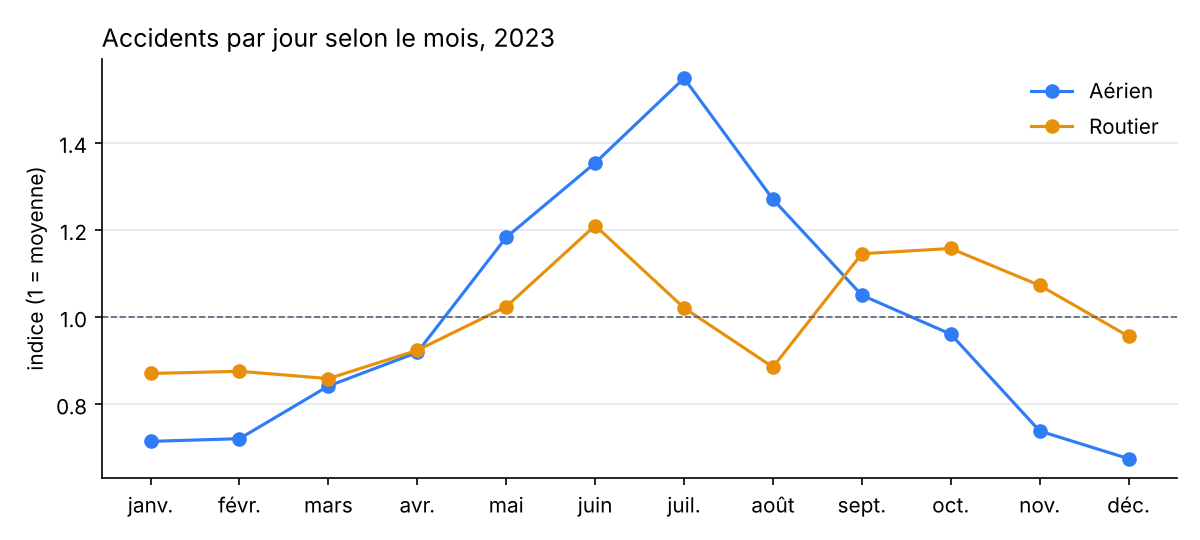 Accidents par jour selon le mois, 2023
Aérien
Routier
indice (1 = moyenne)
1.4
1.2
1.0
0.8
janv. févr. mars avr. mai juin juil. août sept. oct. nov. déc.